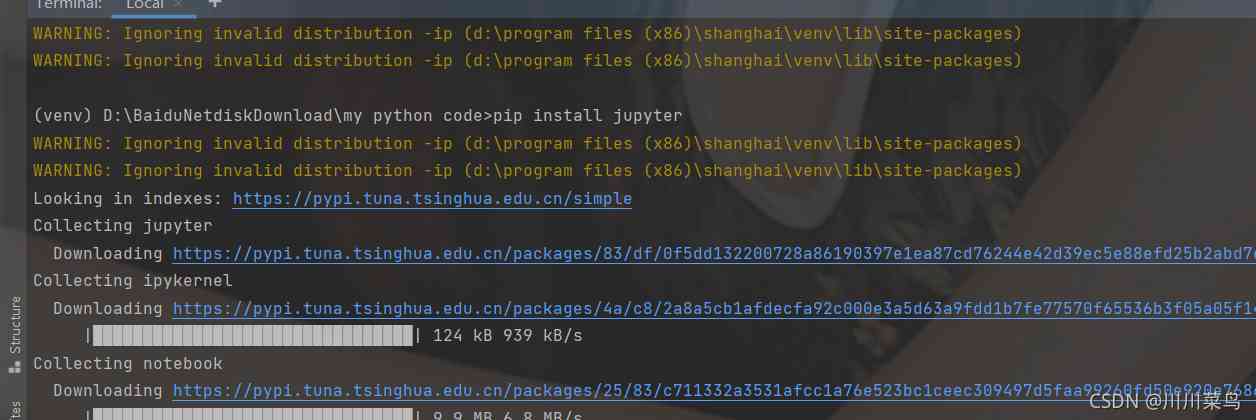 Terminal: Local × +
WARNING: Ignoring invalid distribution -ip (d:\program files (x86)\shanghai\venv\lib\site-packages)
WARNING: Ignoring invalid distribution -ip (d:\program files (x86)\shanghai\venv\lib\site-packages)
(venv) D:\BaiduNetdiskDownload\my python code>pip install jupyter
WARNING: Ignoring invalid distribution -ip (d:\program files (x86)\shanghai\venv\lib\site-packages)
WARNING: Ignoring invalid distribution -ip (d:\program files (x86)\shanghai\venv\lib\site-packages)
Looking in indexes: https://pypi.tuna.tsinghua.edu.cn/simple
Collecting jupyter
Downloading https://pypi.tuna.tsinghua.edu.cn/packages/83/df/0f5dd132200728a86190397e1ea87cd76244e42d39ec5e88efd25b2abd7
Collecting ipykernel
Downloading https://pypi.tuna.tsinghua.edu.cn/packages/4a/c8/2a8a5cb1afdecfa92c000e3a5d63a9fdd1b7fe77570f65536b3f05a05f1
Structure
| | 124 kB 939 kB/s
Collecting notebook
Downloading https://pypi.tuna.tsinghua.edu.cn/packages/25/83/c711332a3531afcc1a76e523bc1ceec309497d5faa99260fd50e920e768
| | 9.9 MB 6.8 MB/s
CSDN @川川菜鸟